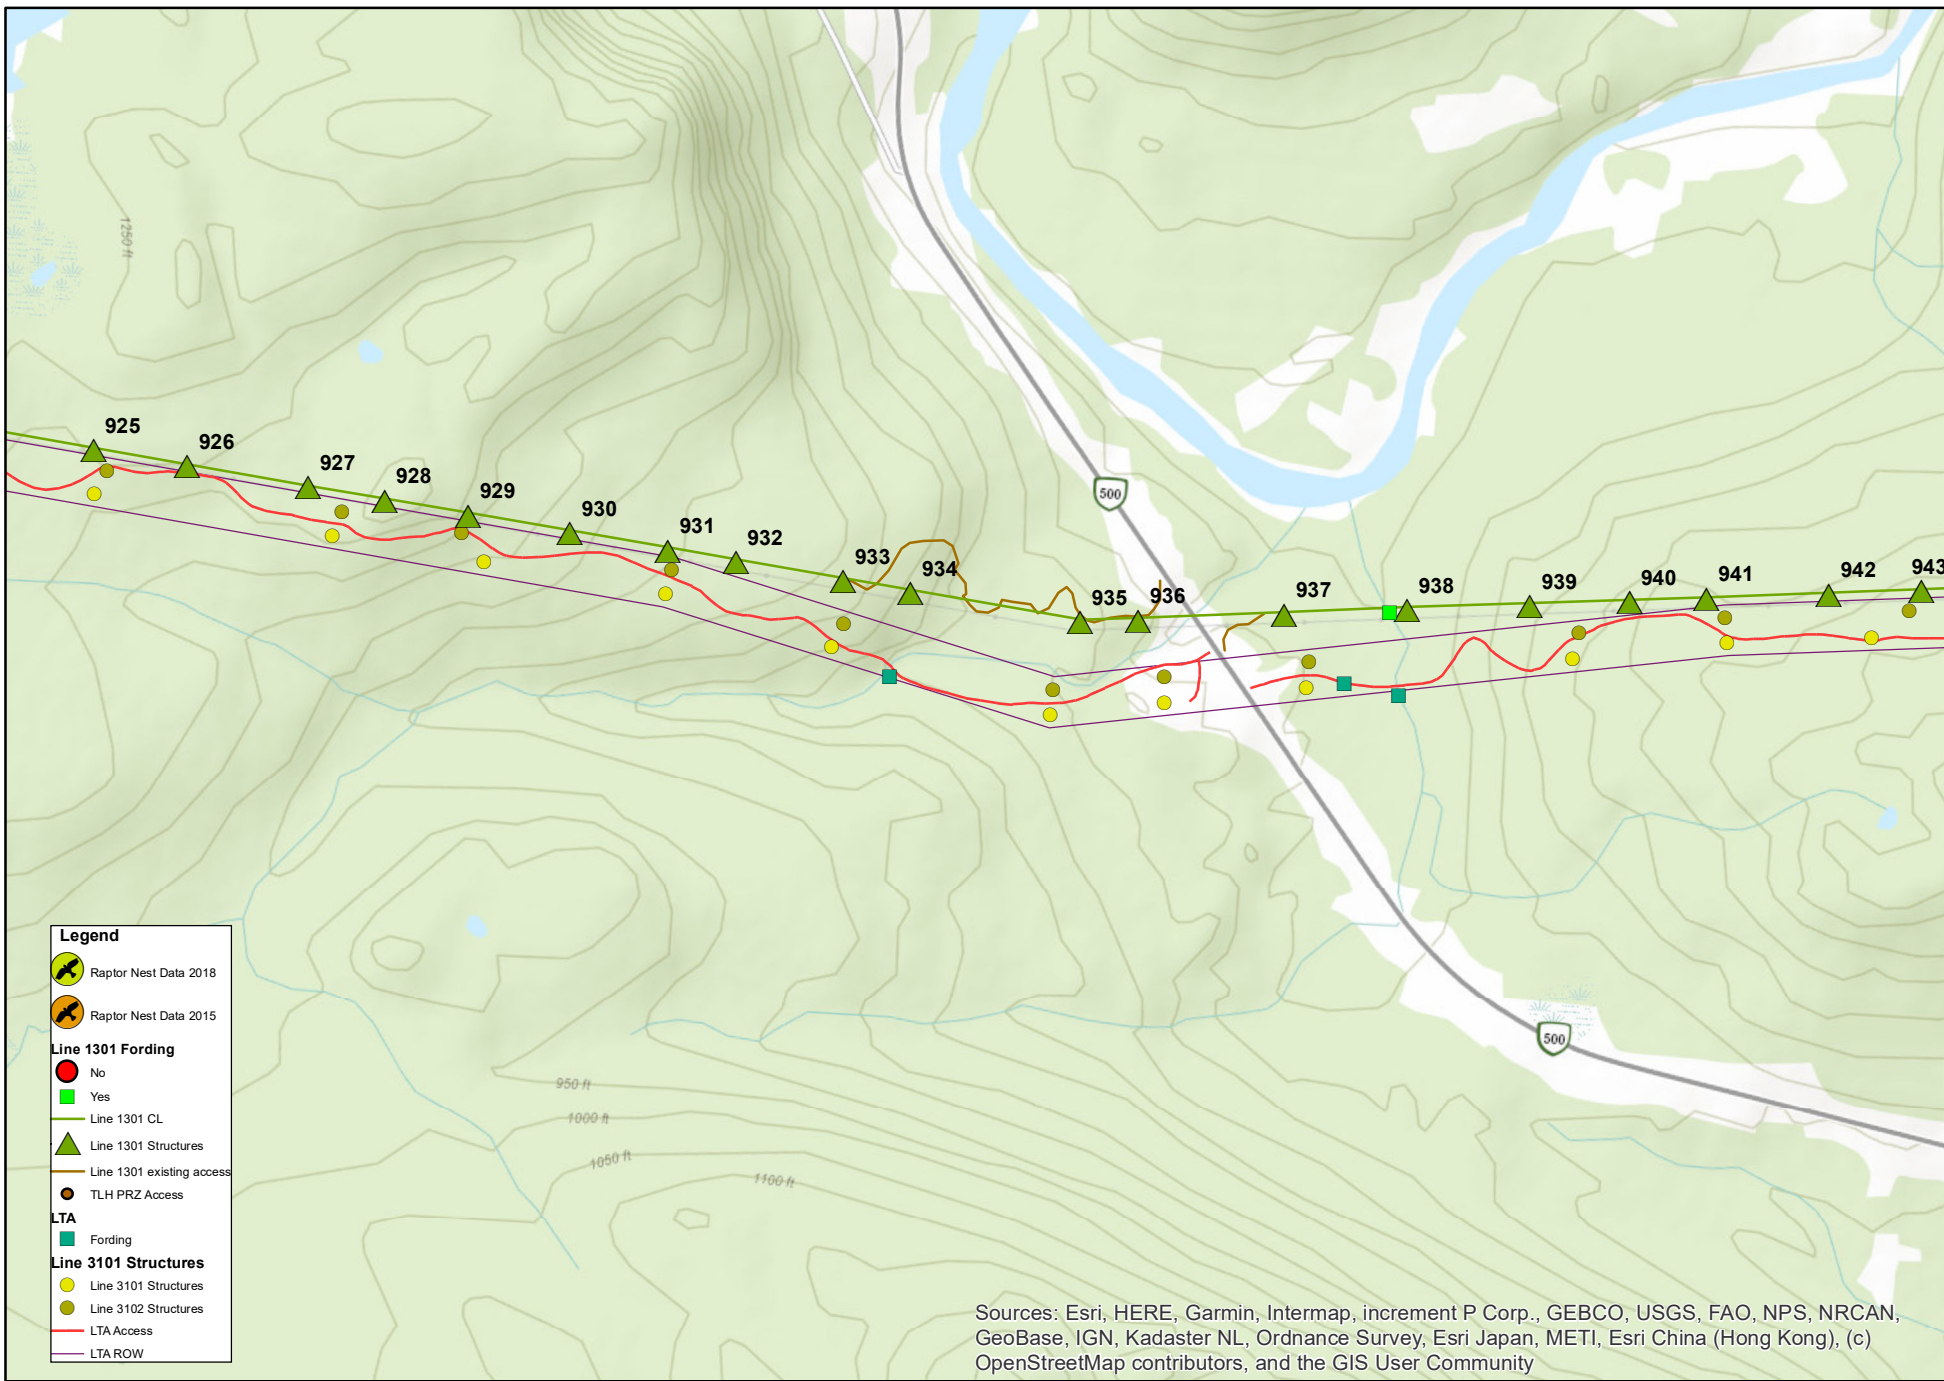 1250 ft
925
926
927
928
929
930
931
932
933
934
935
936
937
938
939
940
941
942
943
500
500
950 ft
1000 ft
1050 ft
1100 ft
Legend
Raptor Nest Data 2018
Raptor Nest Data 2015
Line 1301 Fording
No
Yes
Line 1301 CL
Line 1301 Structures
Line 1301 existing access
TLH PRZ Access
LTA
Fording
Line 3101 Structures
Line 3101 Structures
Line 3102 Structures
LTA Access
LTA ROW
Sources: Esri, HERE, Garmin, Intermap, increment P Corp., GEBCO, USGS, FAO, NPS, NRCAN,
GeoBase, IGN, Kadaster NL, Ordnance Survey, Esri Japan, METI, Esri China (Hong Kong), (c)
OpenStreetMap contributors, and the GIS User Community